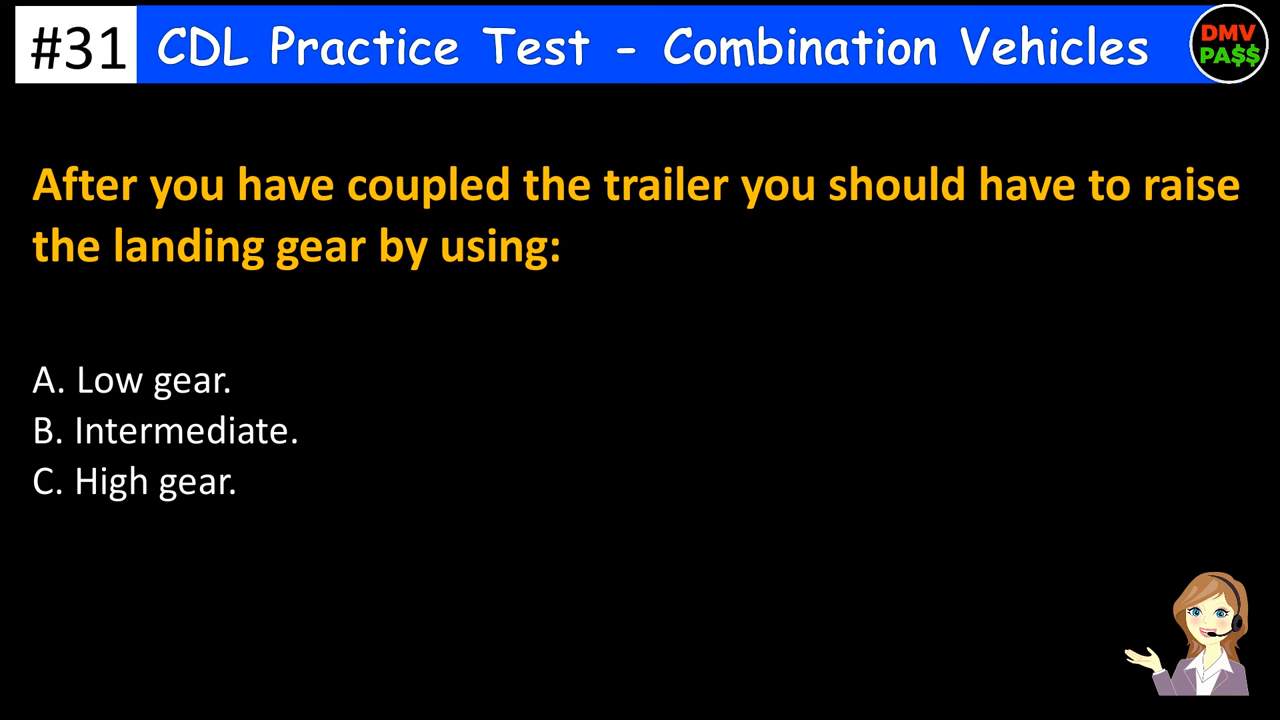 #31 CDL Practice Test - Combination Vehicles
DMV
PA$$
After you have coupled the trailer you should have to raise
the landing gear by using:
A. Low gear.
B. Intermediate.
C. High gear.